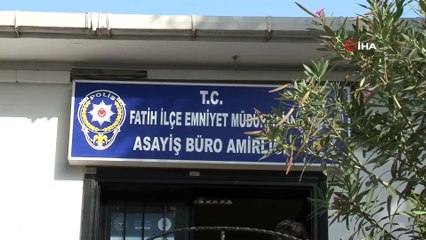 İHA
T.C.
FATİH İLÇE EMNİYET
ASAYİŞ BÜRO
POLİS